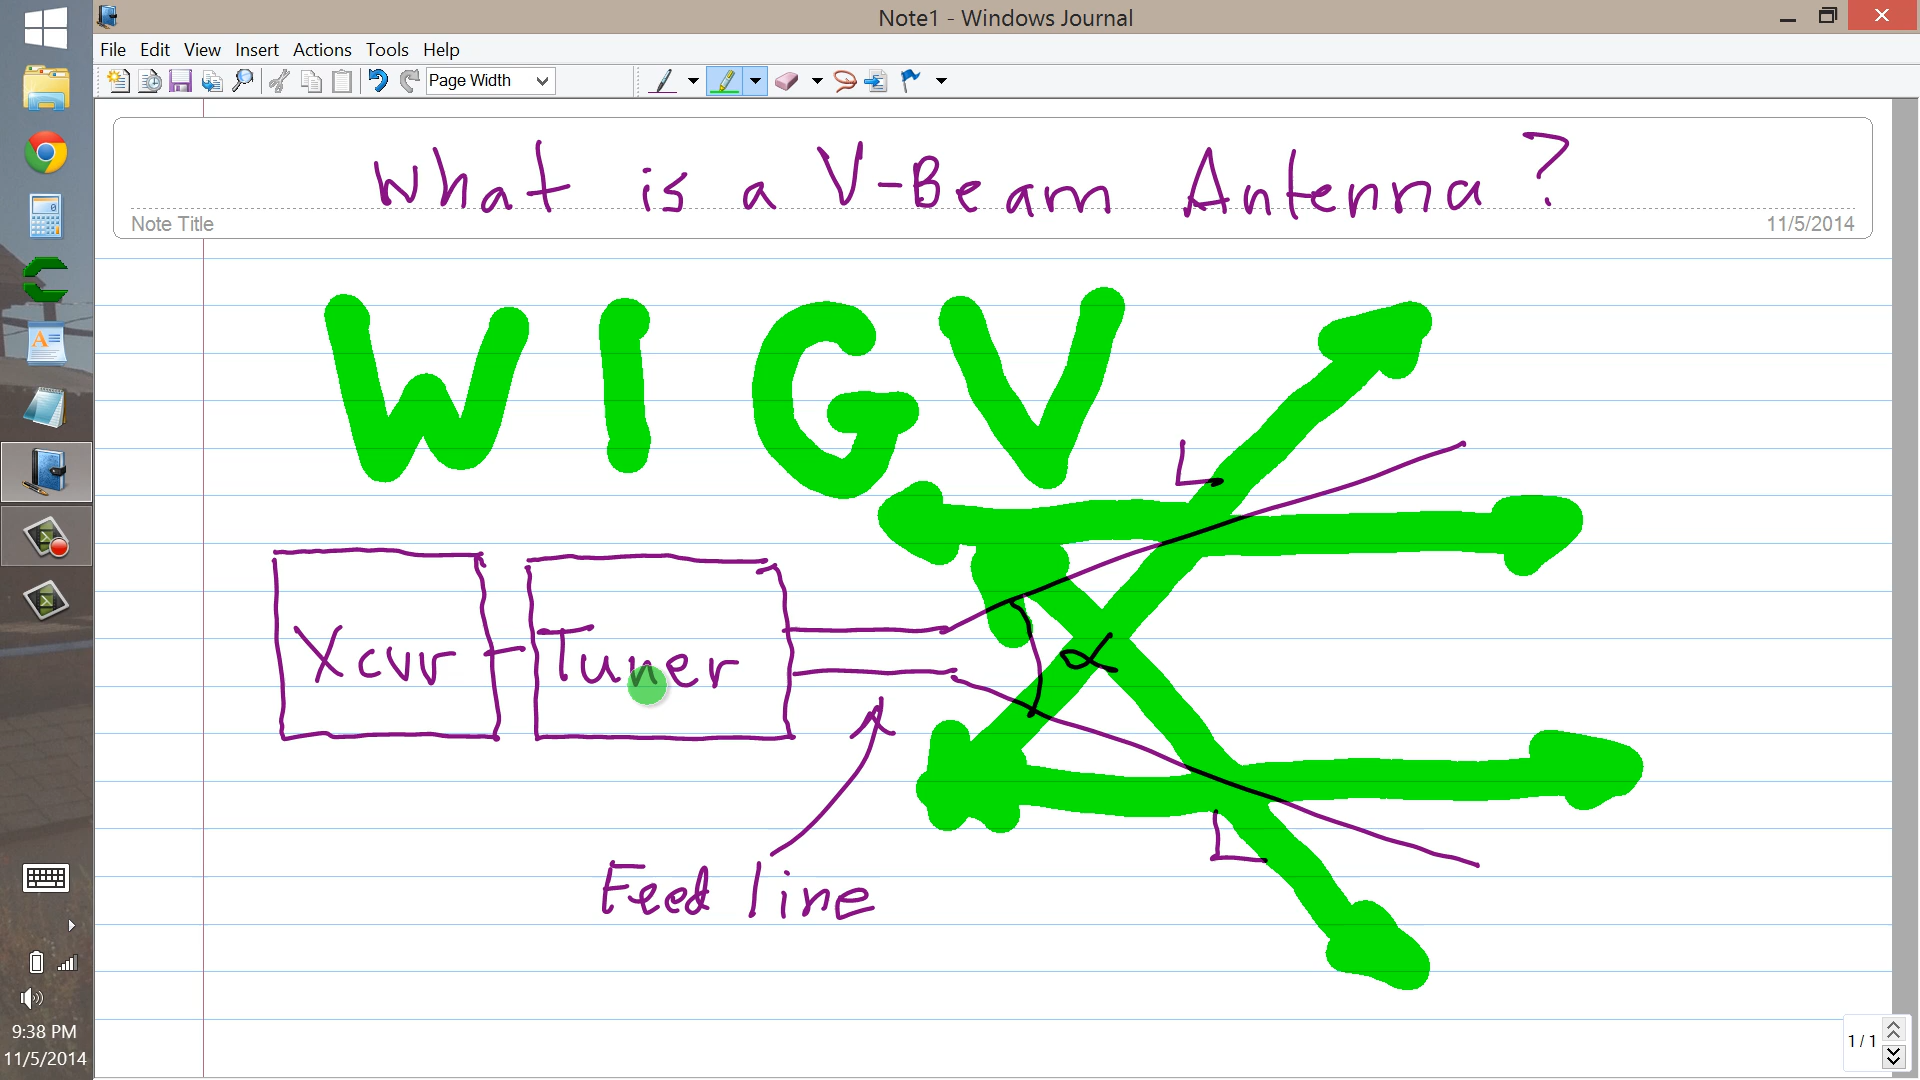 Note1 - Windows Journal
File Edit View Insert Actions Tools Help
Page Width
What is a V-Beam Antenna?
Note Title
11/5/2014
W1GV
L
Xcvr
Tuner
α
L
Feed line
9:38 PM
11/5/2014
1 / 1